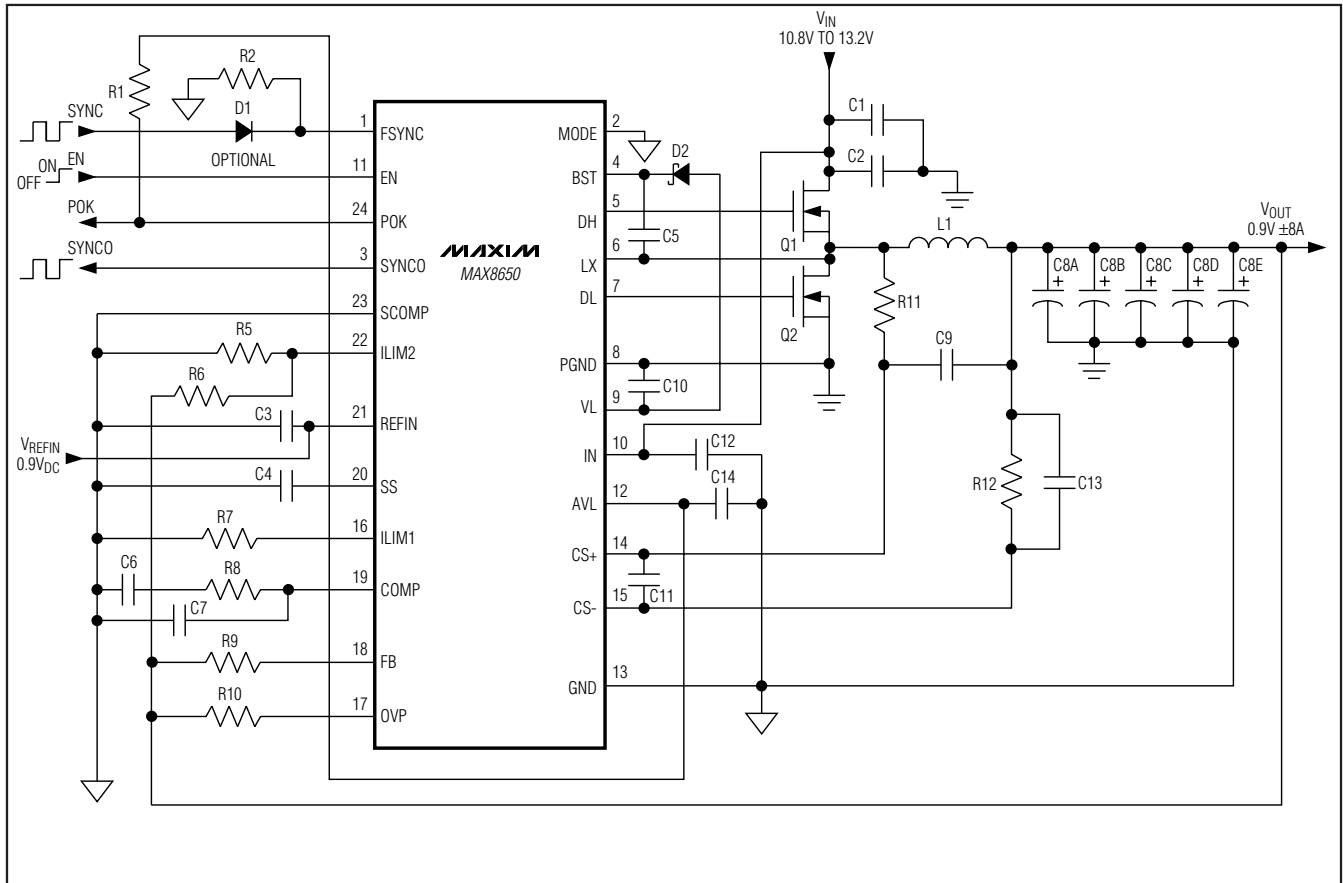 VIN
10.8V TO 13.2V
R1
R2
SYNC
D1
OPTIONAL
ON
OFF
EN
POK
SYNCO
1
FSYNC
11
EN
24
POK
3
SYNCO
23
SCOMP
22
ILIM2
21
REFIN
20
SS
16
ILIM1
19
COMP
18
FB
17
OVP
MAXIM
MAX8650
MODE
2
BST
4
DH
5
LX
6
DL
7
PGND
8
VL
9
IN
10
AVL
12
CS+
14
CS-
15
GND
13
R5
R6
C3
VREFIN
0.9VDC
C4
R7
C6
R8
C7
R9
R10
D2
C5
C1
C2
Q1
Q2
L1
R11
C9
C10
C12
C14
C11
R12
C13
C8A
+
C8B
+
C8C
+
C8D
+
C8E
+
VOUT
0.9V ±8A